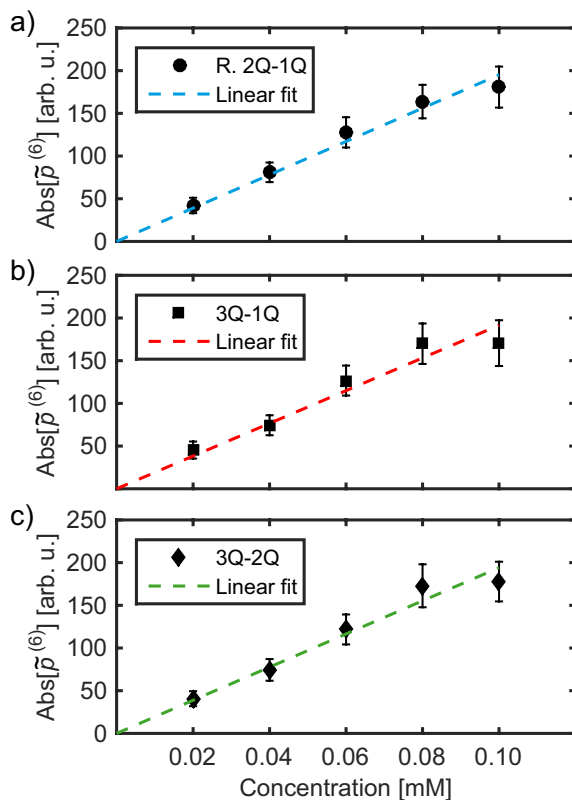 a)
250
200
150
100
50
0
Abs[p̃⁽⁶⁾] [arb. u.]
R. 2Q-1Q
Linear fit
b)
250
200
150
100
50
0
Abs[p̃⁽⁶⁾] [arb. u.]
3Q-1Q
Linear fit
c)
250
200
150
100
50
0
Abs[p̃⁽⁶⁾] [arb. u.]
3Q-2Q
Linear fit
0.02 0.04 0.06 0.08 0.10
Concentration [mM]